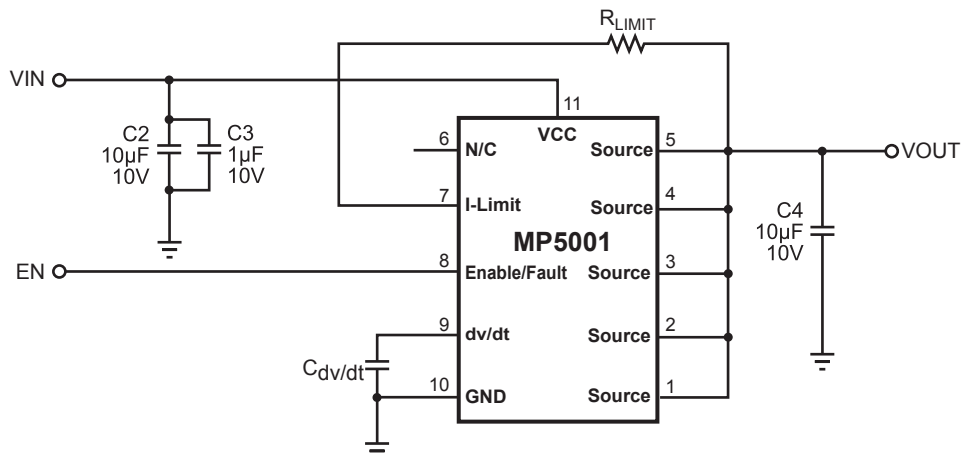 RLIMIT
VIN
11
VCC
C2
10µF
10V
C3
1µF
10V
6
N/C
Source
5
VOUT
7
I-Limit
Source
4
C4
10µF
10V
MP5001
EN
8
Enable/Fault
Source
3
9
dv/dt
Source
2
Cdv/dt
10
GND
Source
1